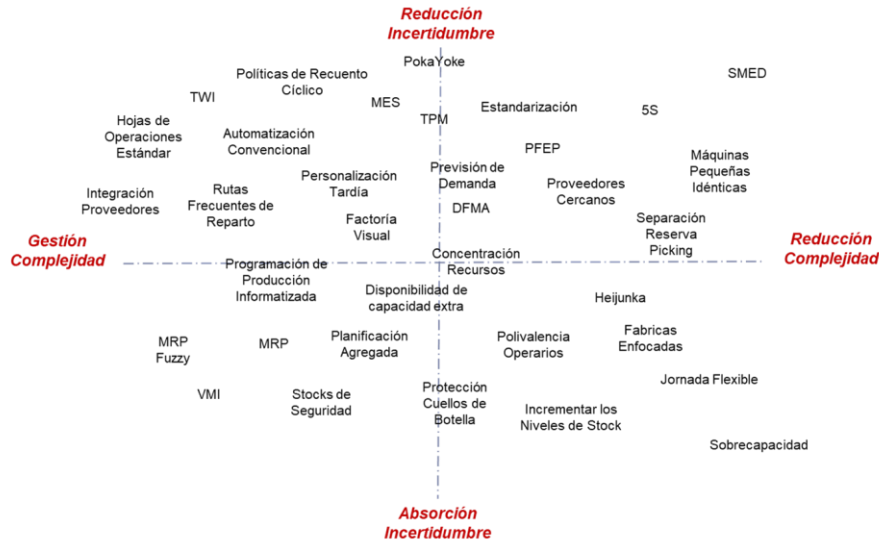 Reducción
Incertidumbre
PokaYoke
Políticas de Recuento
Cíclico
SMED
TWI
MES
Estandarización
5S
TPM
Hojas de
Operaciones
Estándar
Automatización
Convencional
PFEP
Máquinas
Pequeñas
Idénticas
Previsión de
Demanda
Personalización
Tardía
Proveedores
Cercanos
Integración
Proveedores
Rutas
Frecuentes de
Reparto
DFMA
Factoría
Visual
Separación
Reserva
Picking
Gestión
Complejidad
Concentración
Recursos
Reducción
Complejidad
Programación de
Producción
Informatizada
Disponibilidad de
capacidad extra
Heijunka
MRP
Fuzzy
MRP
Planificación
Agregada
Polivalencia
Operarios
Fabricas
Enfocadas
Jornada Flexible
VMI
Stocks de
Seguridad
Protección
Cuellos de
Botella
Incrementar los
Niveles de Stock
Sobrecapacidad
Absorción
Incertidumbre